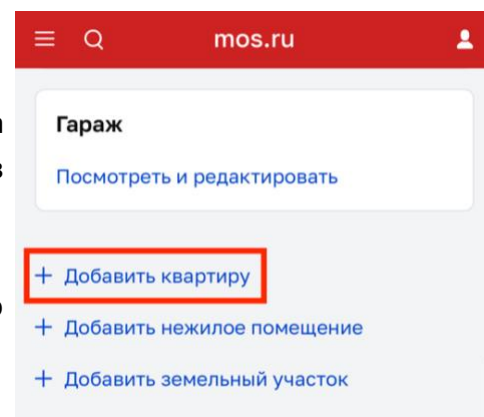 mos.ru
Гараж
Посмотреть и редактировать
+ Добавить квартиру
+ Добавить нежилое помещение
+ Добавить земельный участок